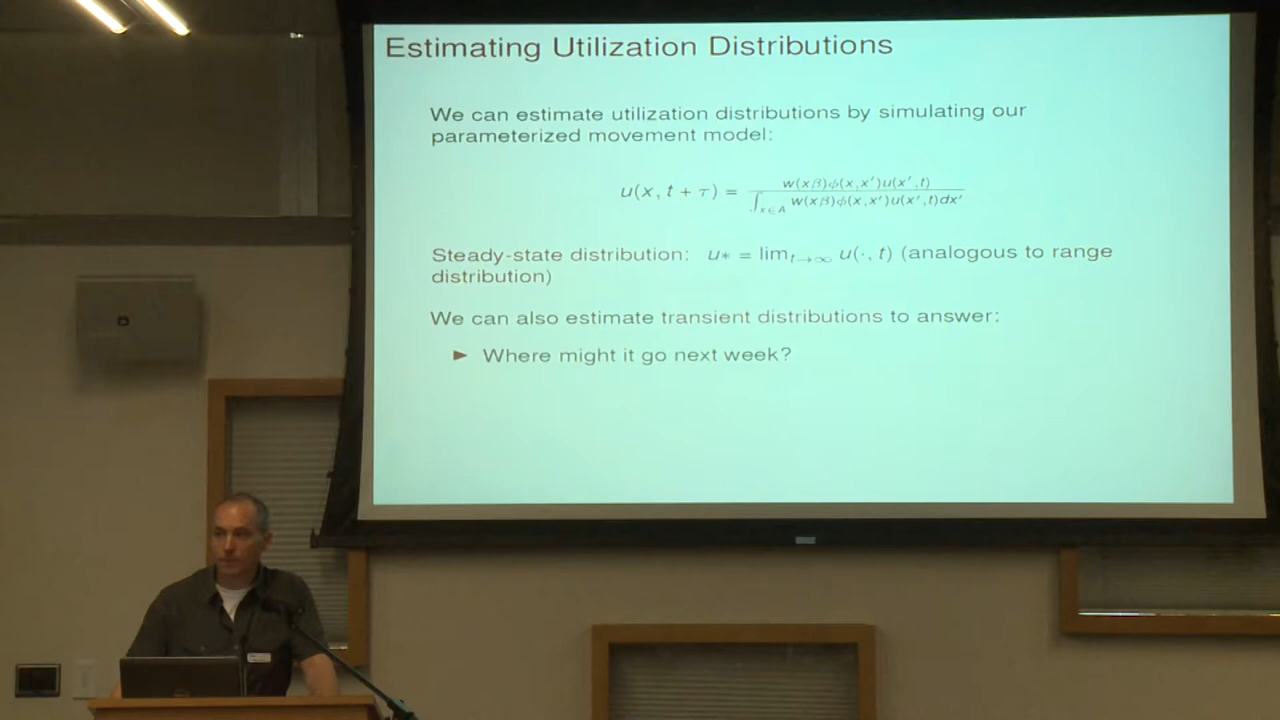 Estimating Utilization Distributions
We can estimate utilization distributions by simulating our
parameterized movement model:
u(x, t + τ) = w(xβ)φ(x,x′)u(x′,t) / ∫x∈A w(xβ)φ(x,x′)u(x′,t)dx′
Steady-state distribution: u* = lim t→∞ u(·, t) (analogous to range
distribution)
We can also estimate transient distributions to answer:
► Where might it go next week?